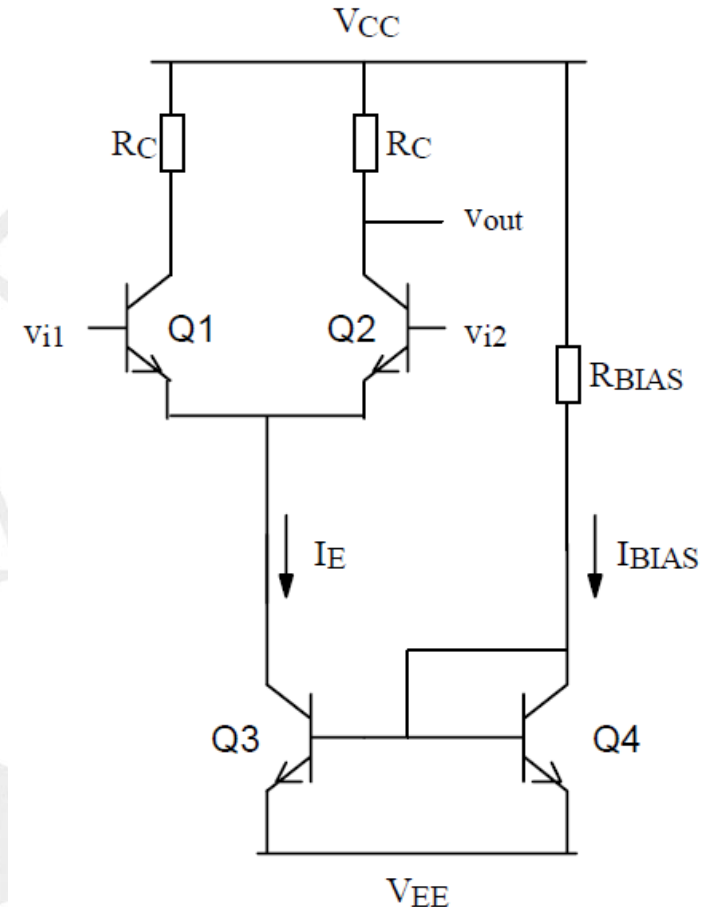 VCC
RC
RC
vout
vi1
Q1
Q2
vi2
RBIAS
IE
IBIAS
Q3
Q4
VEE